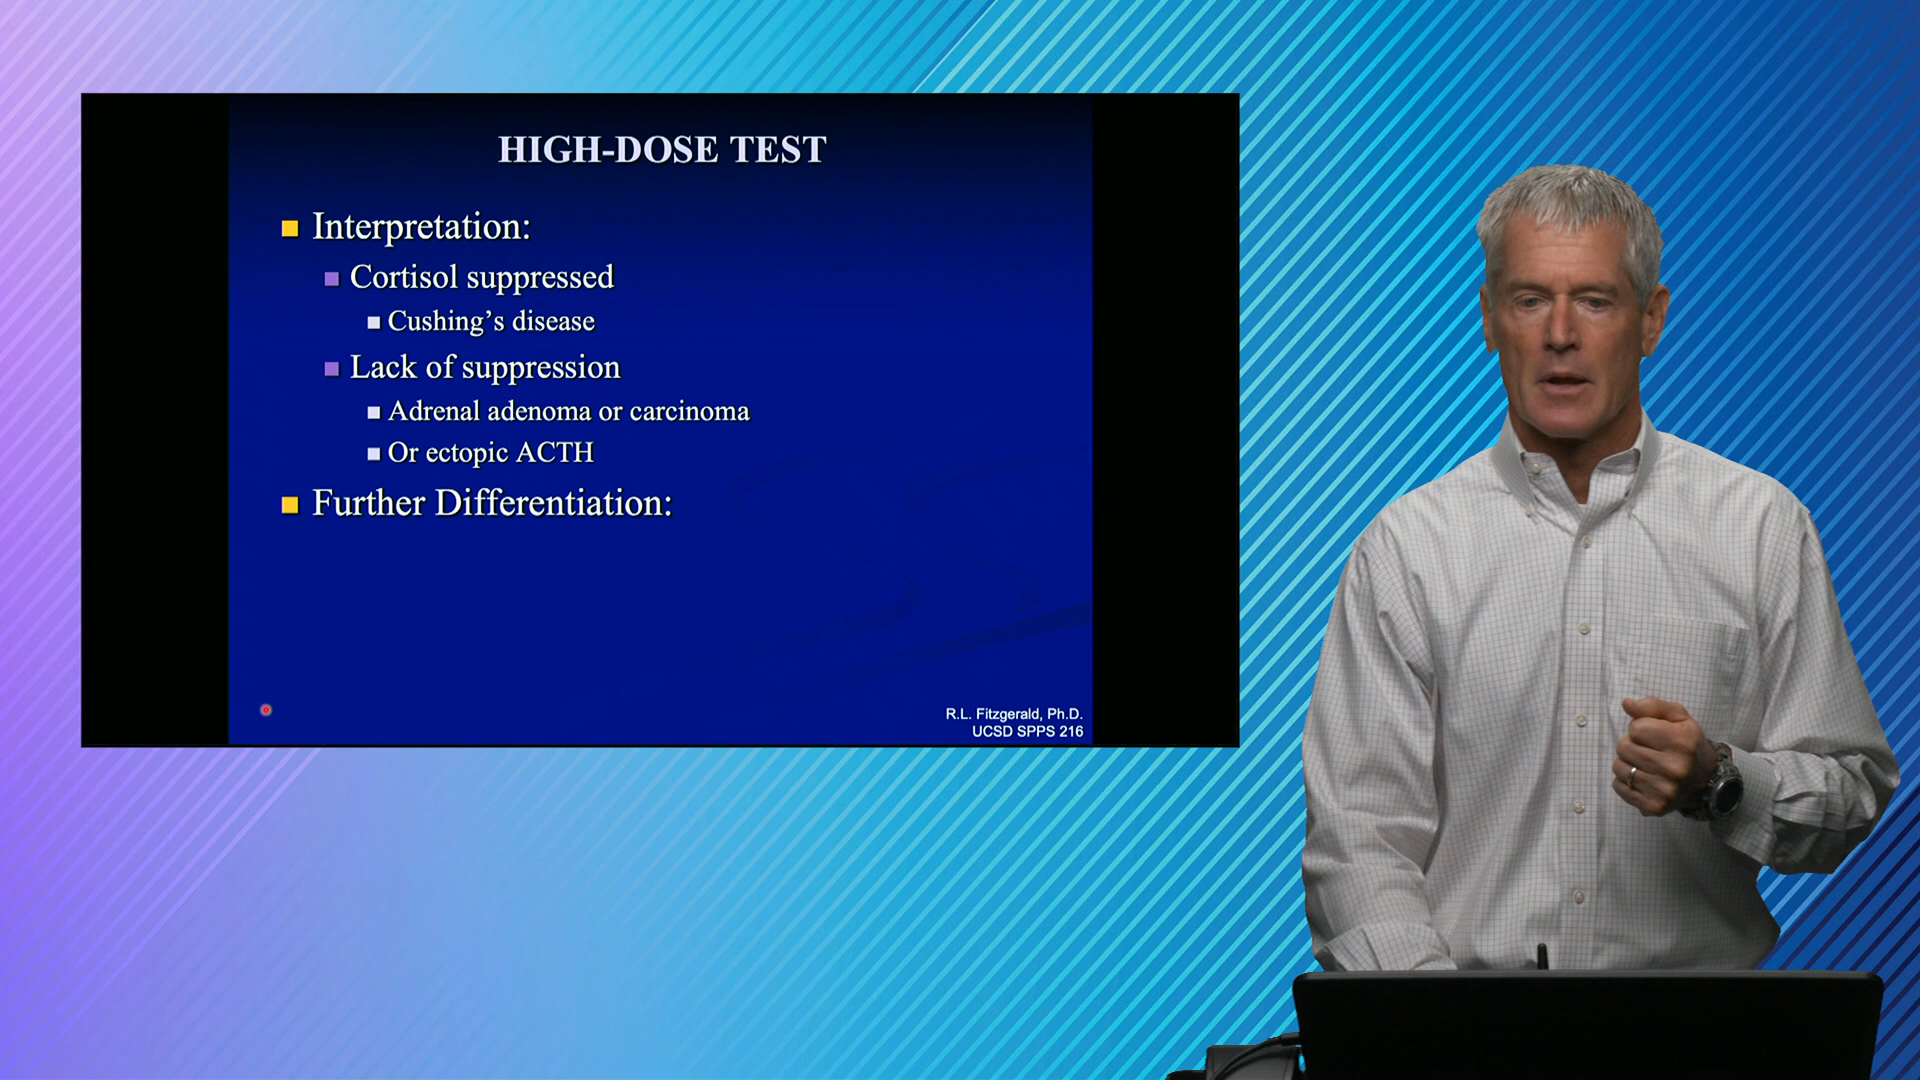 HIGH-DOSE TEST
Interpretation:
Cortisol suppressed
Cushing’s disease
Lack of suppression
Adrenal adenoma or carcinoma
Or ectopic ACTH
Further Differentiation:
R.L. Fitzgerald, Ph.D.
UCSD SPPS 216